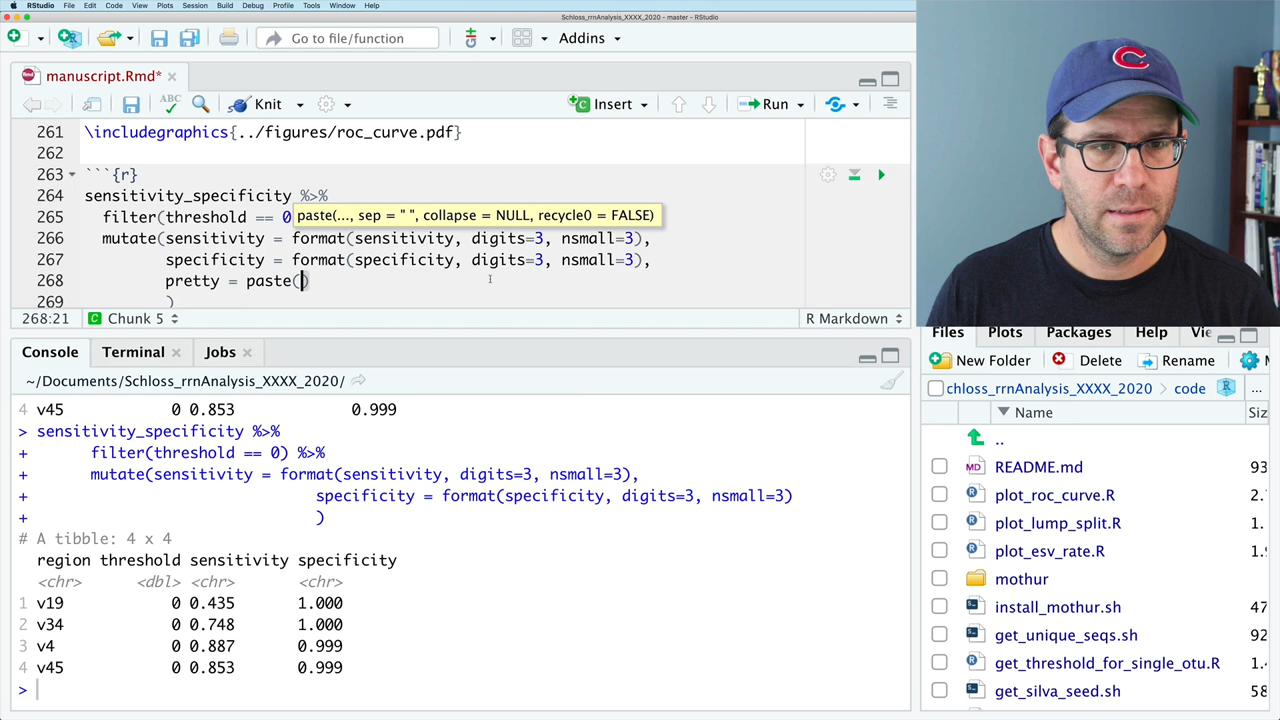 RStudio File Edit Code View Plots Session Build Debug Profile Tools Window Help
Schloss_rrnAnalysis_XXXX_2020 - master - RStudio
Go to file/function Addins
manuscript.Rmd*
ABC Knit Insert Run
261 \includegraphics{../figures/roc_curve.pdf}
262
263 ```{r}
264 sensitivity_specificity %>%
265 filter(threshold == 0
paste(..., sep = " ", collapse = NULL, recycle0 = FALSE)
266 mutate(sensitivity = format(sensitivity, digits=3, nsmall=3),
267 specificity = format(specificity, digits=3, nsmall=3),
268 pretty = paste()
269 )
268:21 Chunk 5 R Markdown
Console Terminal Jobs
~/Documents/Schloss_rrnAnalysis_XXXX_2020/
4 v45 0 0.853 0.999
> sensitivity_specificity %>%
+ filter(threshold == 0) %>%
+ mutate(sensitivity = format(sensitivity, digits=3, nsmall=3),
+ specificity = format(specificity, digits=3, nsmall=3)
+ )
# A tibble: 4 x 4
region threshold sensitivity specificity
<chr> <dbl> <chr> <chr>
1 v19 0 0.435 1.000
2 v34 0 0.748 1.000
3 v4 0 0.887 0.999
4 v45 0 0.853 0.999
>
Files Plots Packages Help Vi
New Folder Delete Rename
chloss_rrnAnalysis_XXXX_2020 code ...
Name Siz
..
README.md 93
plot_roc_curve.R 2.
plot_lump_split.R 1.
plot_esv_rate.R 1.
mothur
install_mothur.sh 47
get_unique_seqs.sh 92
get_threshold_for_single_otu.R 1.4
get_silva_seed.sh 58